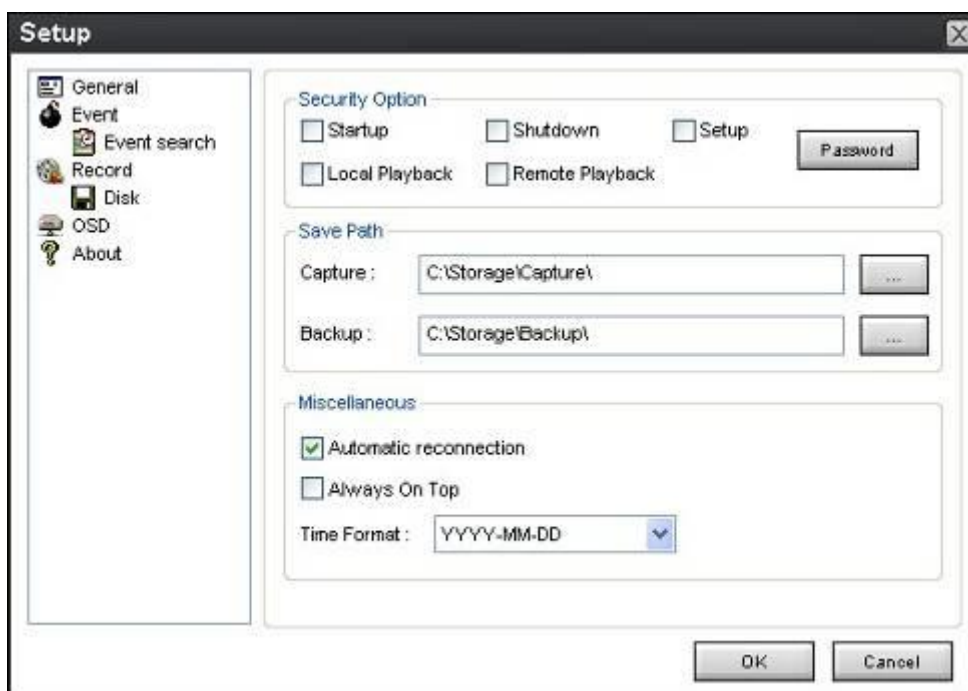 Setup
General
Event
Event search
Record
Disk
OSD
About
Security Option
Startup
Shutdown
Setup
Password
Local Playback
Remote Playback
Save Path
Capture :
C:\Storage\Capture\
...
Backup :
C:\Storage\Backup\
...
Miscellaneous
Automatic reconnection
Always On Top
Time Format :
YYYY-MM-DD
OK
Cancel